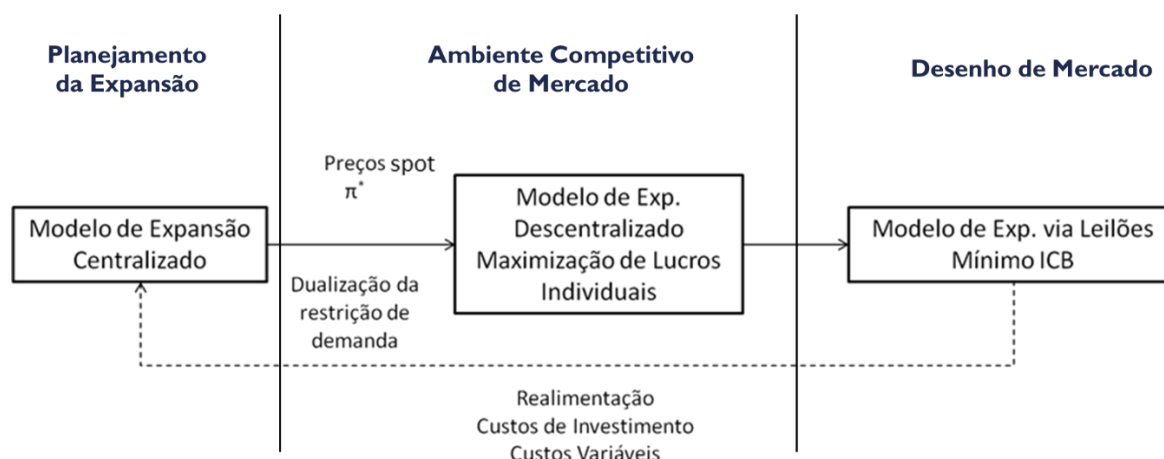 Planejamento
da Expansão
Ambiente Competitivo
de Mercado
Desenho de Mercado
Preços spot
π*
Modelo de Expansão
Centralizado
Modelo de Exp.
Descentralizado
Maximização de Lucros
Individuais
Modelo de Exp. via Leilões
Mínimo ICB
Dualização da
restrição de
demanda
Realimentação
Custos de Investimento
Custos Variáveis